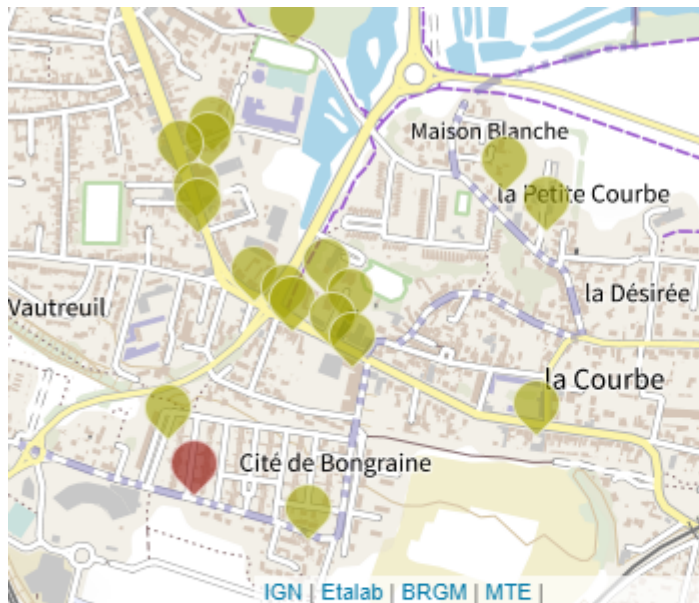 Maison Blanche
la Petite Courbe
la Désirée
Vautreuil
la Courbe
Cité de Bongraine
IGN | Etalab | BRGM | MTE |